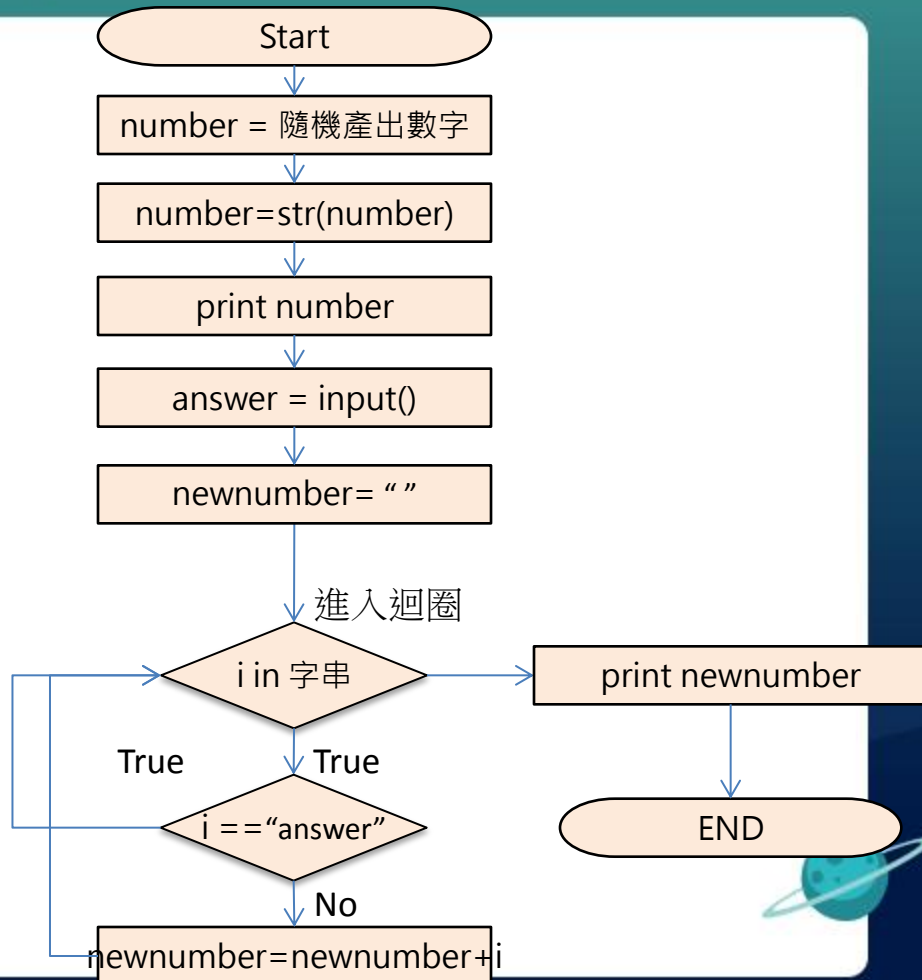 Start
number = 隨機產出數字
number=str(number)
print number
answer = input()
newnumber= “ ”
進入迴圈
i in 字串
print newnumber
True
True
i ==“answer”
END
No
newnumber=newnumber+i